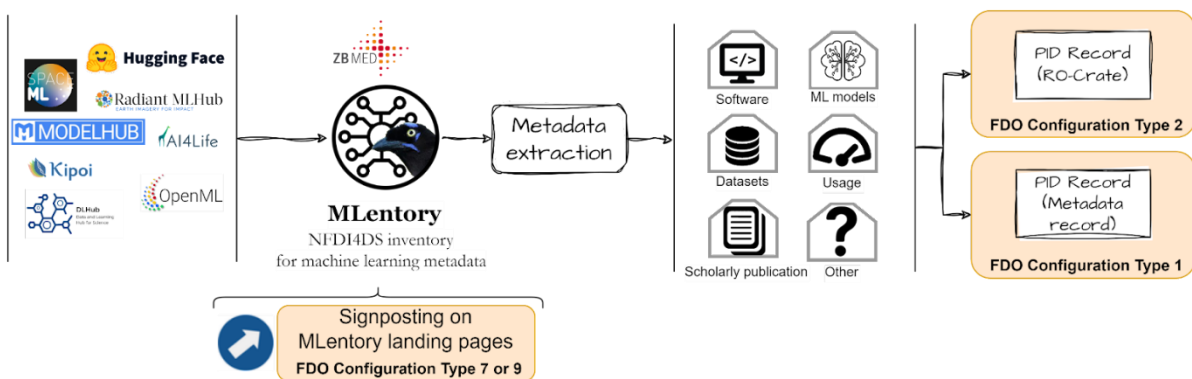 Hugging Face
SPACE
ML
Radiant MLHub
EARTH IMAGERY FOR IMPACT
MODELHUB
AI4Life
Kipoi
OpenML
DLHub
Data and Learning
Hub for Science
ZB MED
MLentory
NFDI4DS inventory
for machine learning metadata
Metadata
extraction
</>
Software
ML models
Datasets
Usage
Scholarly publication
?
Other
PID Record
(RO-Crate)
FDO Configuration Type 2
PID Record
(Metadata
record)
FDO Configuration Type 1
Signposting on
MLentory landing pages
FDO Configuration Type 7 or 9